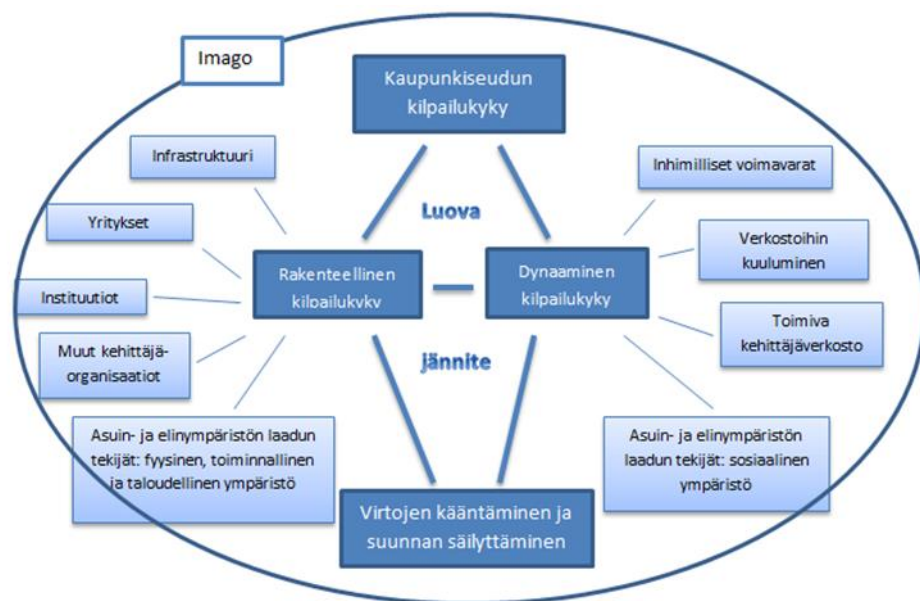 Imago
Kaupunkiseudun
kilpailukyky
Infrastruktuuri
Inhimilliset voimavarat
Yritykset
Luova
Verkostoihin
kuuluminen
Rakenteellinen
kilpailukyky
Dynaaminen
kilpailukyky
Instituutiot
Toimiva
kehittäjäverkosto
Muut kehittäjä-
organisaatiot
jännite
Asuin- ja elinympäristön laadun
tekijät: fyysinen, toiminnallinen
ja taloudellinen ympäristö
Asuin- ja elinympäristön
laadun tekijät: sosiaalinen
ympäristö
Virtojen kääntäminen ja
suunnan säilyttäminen